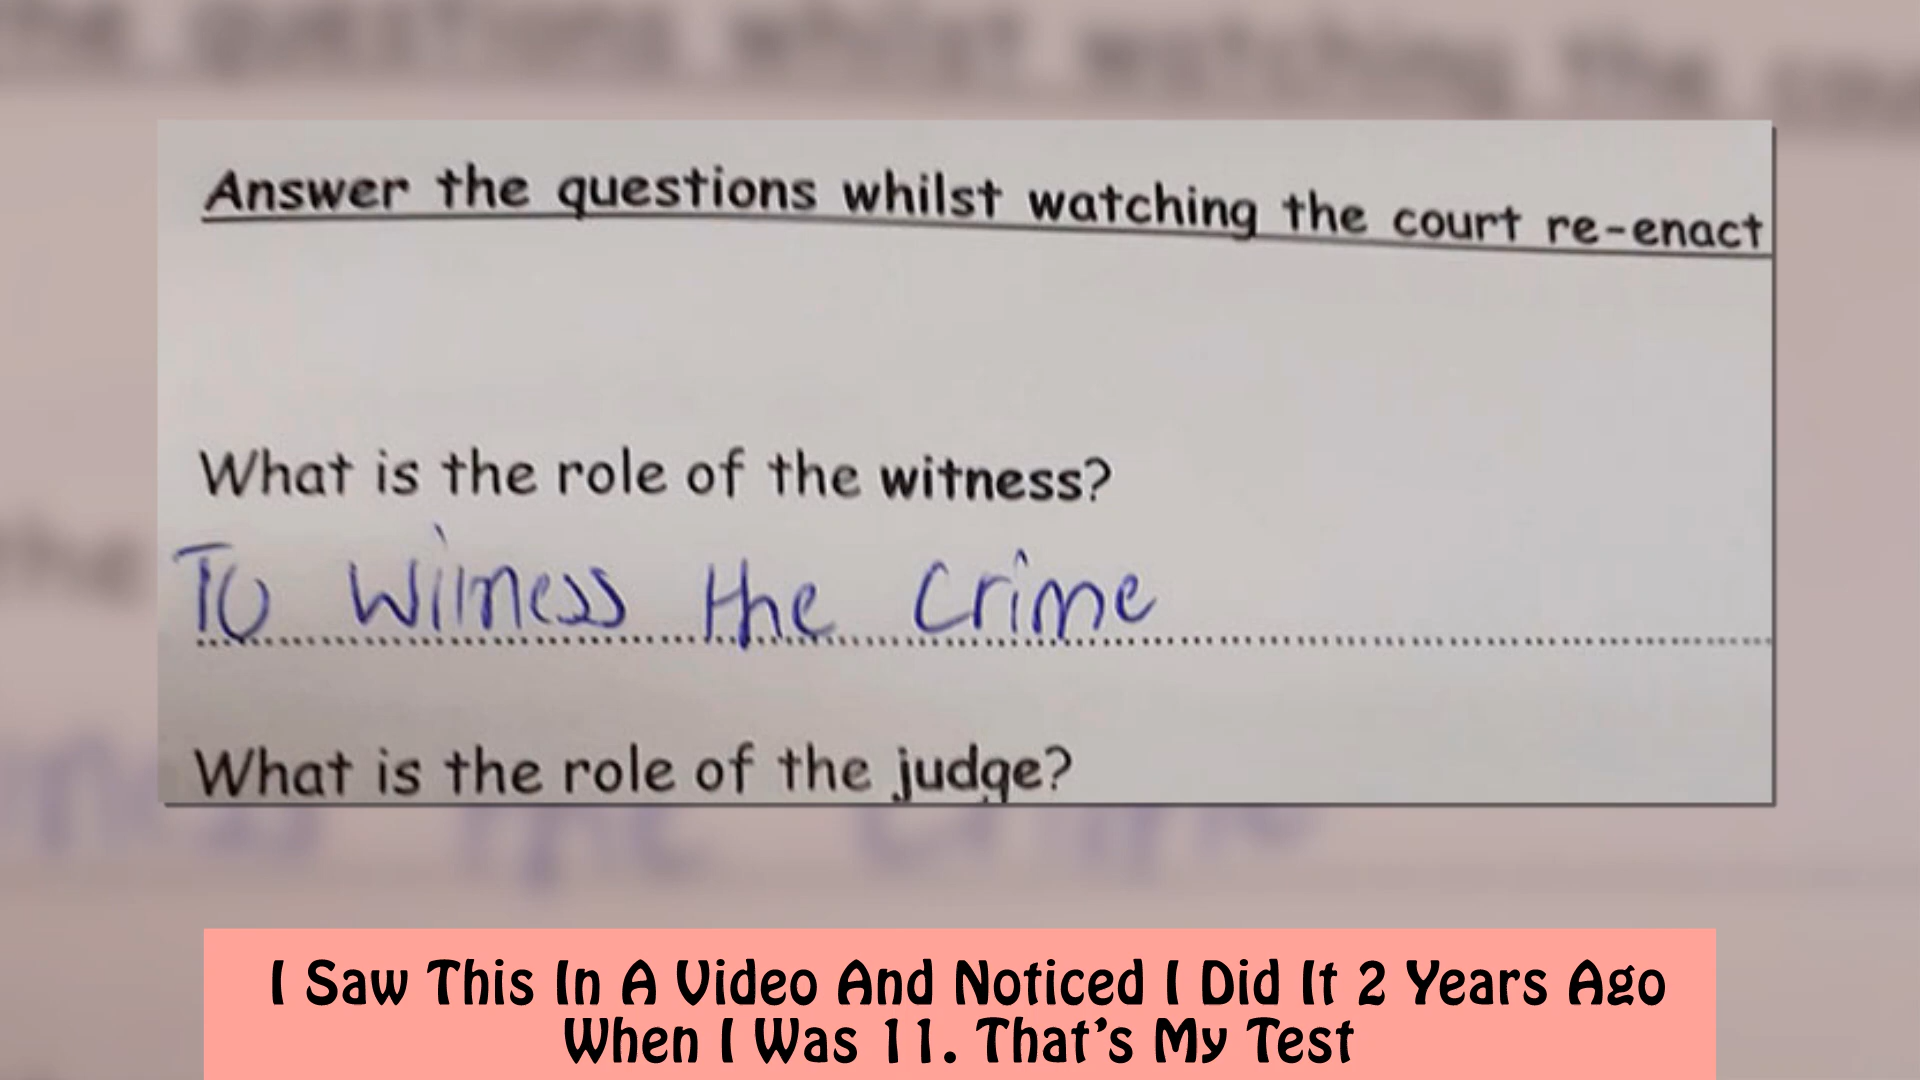 Answer the questions whilst watching the court re-enact
What is the role of the witness?
To witness the crime
What is the role of the judge?
I Saw This In A Video And Noticed I Did It 2 Years Ago
When I Was 11. That's My Test